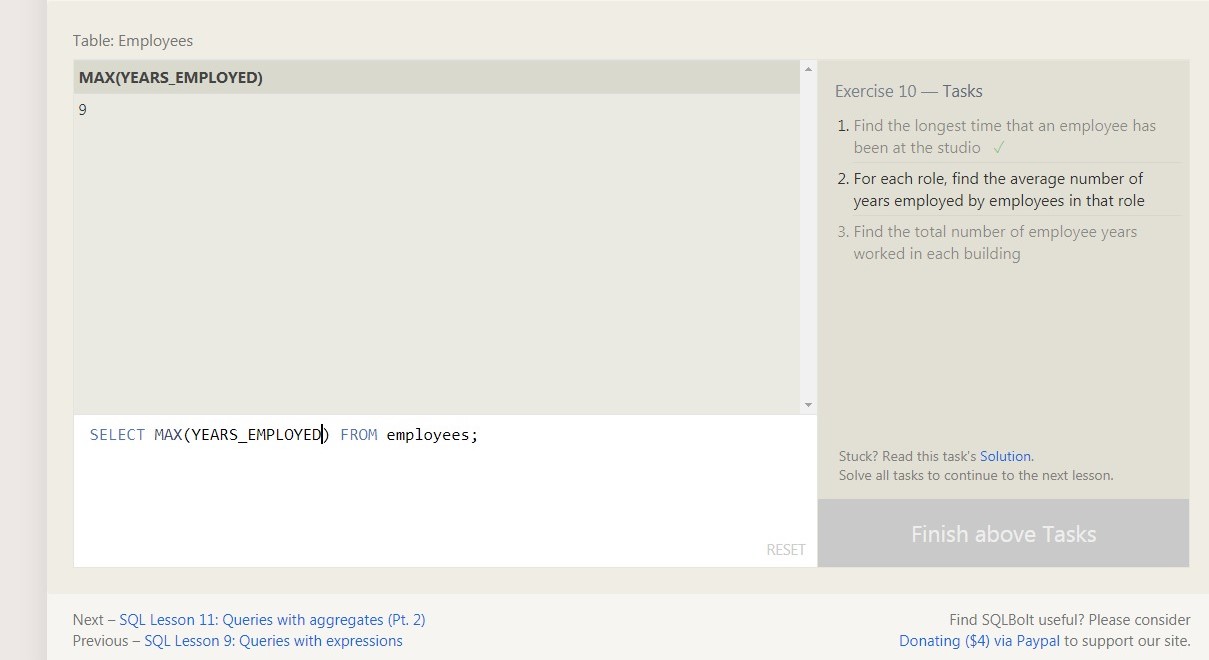 Table: Employees
MAX(YEARS_EMPLOYED)
9
Exercise 10 — Tasks
1. Find the longest time that an employee has
been at the studio ✓
2. For each role, find the average number of
years employed by employees in that role
3. Find the total number of employee years
worked in each building
SELECT MAX(YEARS_EMPLOYED) FROM employees;
RESET
Stuck? Read this task's Solution.
Solve all tasks to continue to the next lesson.
Finish above Tasks
Next – SQL Lesson 11: Queries with aggregates (Pt. 2)
Previous – SQL Lesson 9: Queries with expressions
Find SQLBolt useful? Please consider
Donating ($4) via Paypal to support our site.